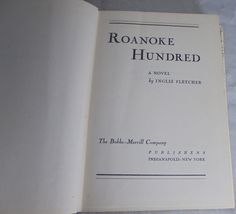 ROANOKE
HUNDRED
A NOVEL
by INGLIS FLETCHER
The Bobbs-Merrill Company
PUBLISHERS
INDIANAPOLIS - NEW YORK